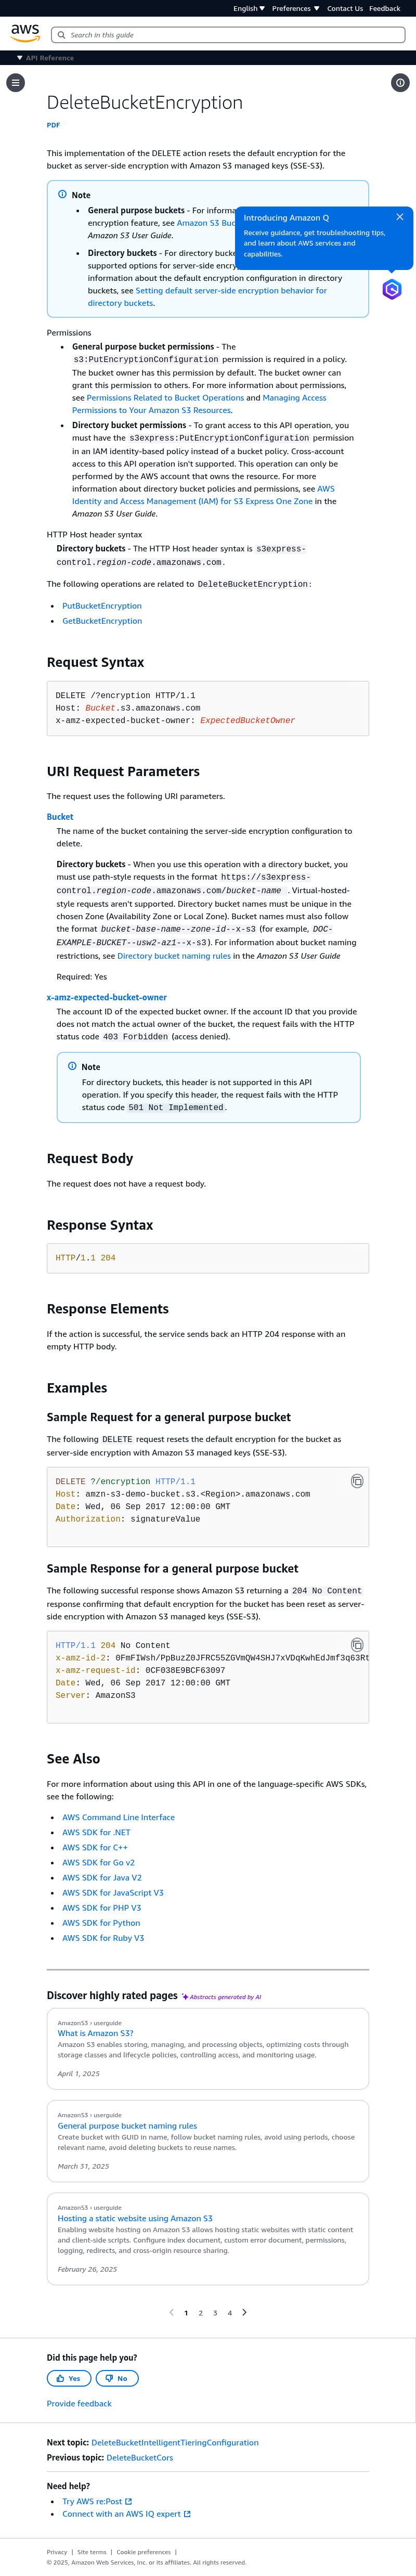 English
Preferences
Contact Us
Feedback
aws
Search in this guide
API Reference
DeleteBucketEncryption
PDF
This implementation of the DELETE action resets the default encryption for the
bucket as server-side encryption with Amazon S3 managed keys (SSE-S3).
Note
• General purpose buckets - For informa
encryption feature, see Amazon S3 Buc
Amazon S3 User Guide.
• Directory buckets - For directory bucke
supported options for server-side encry
information about the default encryption configuration in directory
buckets, see Setting default server-side encryption behavior for
directory buckets.
Introducing Amazon Q
Receive guidance, get troubleshooting tips,
and learn about AWS services and
capabilities.
Permissions
• General purpose bucket permissions - The
s3:PutEncryptionConfiguration permission is required in a policy.
The bucket owner has this permission by default. The bucket owner can
grant this permission to others. For more information about permissions,
see Permissions Related to Bucket Operations and Managing Access
Permissions to Your Amazon S3 Resources.
• Directory bucket permissions - To grant access to this API operation, you
must have the s3express:PutEncryptionConfiguration permission
in an IAM identity-based policy instead of a bucket policy. Cross-account
access to this API operation isn't supported. This operation can only be
performed by the AWS account that owns the resource. For more
information about directory bucket policies and permissions, see AWS
Identity and Access Management (IAM) for S3 Express One Zone in the
Amazon S3 User Guide.
HTTP Host header syntax
Directory buckets - The HTTP Host header syntax is s3express-
control.region-code.amazonaws.com.
The following operations are related to DeleteBucketEncryption:
• PutBucketEncryption
• GetBucketEncryption
Request Syntax
DELETE /?encryption HTTP/1.1
Host: Bucket.s3.amazonaws.com
x-amz-expected-bucket-owner: ExpectedBucketOwner
URI Request Parameters
The request uses the following URI parameters.
Bucket
The name of the bucket containing the server-side encryption configuration to
delete.
Directory buckets - When you use this operation with a directory bucket, you
must use path-style requests in the format https://s3express-
control.region-code.amazonaws.com/bucket-name . Virtual-hosted-
style requests aren't supported. Directory bucket names must be unique in the
chosen Zone (Availability Zone or Local Zone). Bucket names must also follow
the format bucket-base-name--zone-id--x-s3 (for example, DOC-
EXAMPLE-BUCKET--usw2-az1--x-s3). For information about bucket naming
restrictions, see Directory bucket naming rules in the Amazon S3 User Guide
Required: Yes
x-amz-expected-bucket-owner
The account ID of the expected bucket owner. If the account ID that you provide
does not match the actual owner of the bucket, the request fails with the HTTP
status code 403 Forbidden (access denied).
Note
For directory buckets, this header is not supported in this API
operation. If you specify this header, the request fails with the HTTP
status code 501 Not Implemented.
Request Body
The request does not have a request body.
Response Syntax
HTTP/1.1 204
Response Elements
If the action is successful, the service sends back an HTTP 204 response with an
empty HTTP body.
Examples
Sample Request for a general purpose bucket
The following DELETE request resets the default encryption for the bucket as
server-side encryption with Amazon S3 managed keys (SSE-S3).
DELETE ?/encryption HTTP/1.1
Host: amzn-s3-demo-bucket.s3.<Region>.amazonaws.com
Date: Wed, 06 Sep 2017 12:00:00 GMT
Authorization: signatureValue
Sample Response for a general purpose bucket
The following successful response shows Amazon S3 returning a 204 No Content
response confirming that default encryption for the bucket has been reset as server-
side encryption with Amazon S3 managed keys (SSE-S3).
HTTP/1.1 204 No Content
x-amz-id-2: 0FmFIWsh/PpBuzZ0JFRC55ZGVmQW4SHJ7xVDqKwhEdJmf3q63Rt
x-amz-request-id: 0CF038E9BCF63097
Date: Wed, 06 Sep 2017 12:00:00 GMT
Server: AmazonS3
See Also
For more information about using this API in one of the language-specific AWS SDKs,
see the following:
• AWS Command Line Interface
• AWS SDK for .NET
• AWS SDK for C++
• AWS SDK for Go v2
• AWS SDK for Java V2
• AWS SDK for JavaScript V3
• AWS SDK for PHP V3
• AWS SDK for Python
• AWS SDK for Ruby V3
Discover highly rated pages Abstracts generated by AI
AmazonS3 › userguide
What is Amazon S3?
Amazon S3 enables storing, managing, and processing objects, optimizing costs through
storage classes and lifecycle policies, controlling access, and monitoring usage.
April 1, 2025
AmazonS3 › userguide
General purpose bucket naming rules
Create bucket with GUID in name, follow bucket naming rules, avoid using periods, choose
relevant name, avoid deleting buckets to reuse names.
March 31, 2025
AmazonS3 › userguide
Hosting a static website using Amazon S3
Enabling website hosting on Amazon S3 allows hosting static websites with static content
and client-side scripts. Configure index document, custom error document, permissions,
logging, redirects, and cross-origin resource sharing.
February 26, 2025
1 2 3 4
Did this page help you?
Yes
No
Provide feedback
Next topic: DeleteBucketIntelligentTieringConfiguration
Previous topic: DeleteBucketCors
Need help?
• Try AWS re:Post
• Connect with an AWS IQ expert
Privacy | Site terms | Cookie preferences |
© 2025, Amazon Web Services, Inc. or its affiliates. All rights reserved.